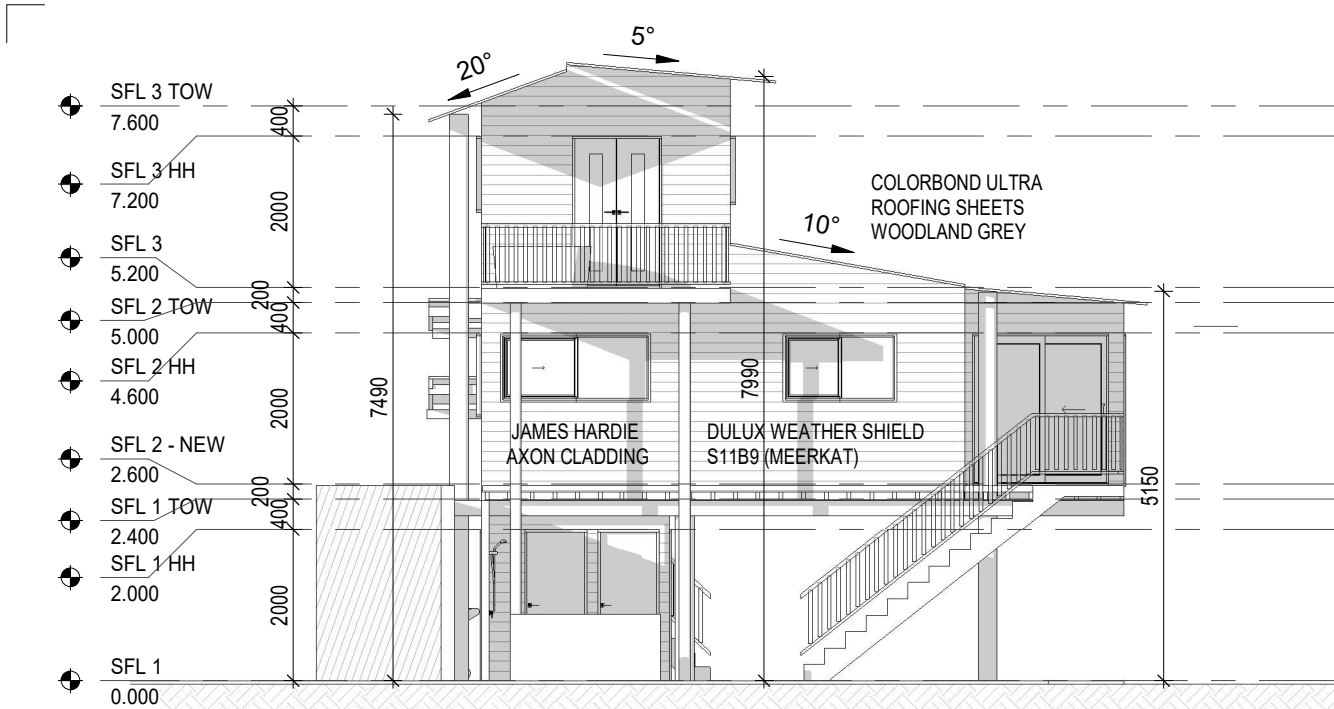 5°
20°
10°
SFL 3 TOW
7.600
SFL 3 HH
7.200
SFL 3
5.200
SFL 2 TOW
5.000
SFL 2 HH
4.600
SFL 2 - NEW
2.600
SFL 1 TOW
2.400
SFL 1 HH
2.000
SFL 1
0.000
400
2000
200
400
2000
200
400
2000
7490
7990
5150
COLORBOND ULTRA
ROOFING SHEETS
WOODLAND GREY
JAMES HARDIE
AXON CLADDING
DULUX WEATHER SHIELD
S11B9 (MEERKAT)